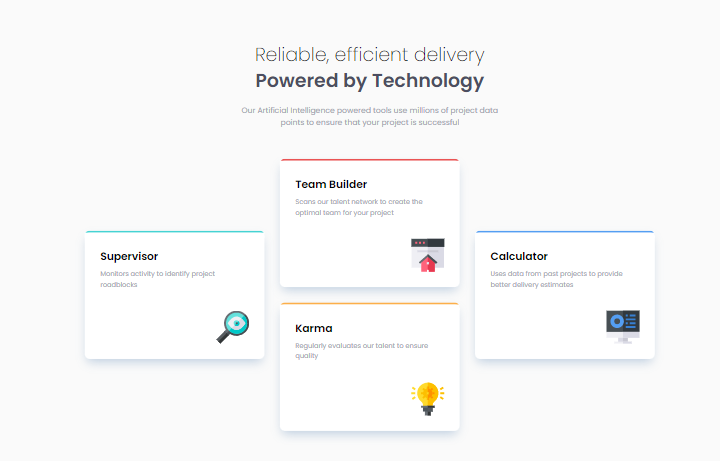 Reliable, efficient delivery
Powered by Technology
Our Artificial Intelligence powered tools use millions of project data
points to ensure that your project is successful
Supervisor
Monitors activity to identify project
roadblocks
Team Builder
Scans our talent network to create the
optimal team for your project
Karma
Regularly evaluates our talent to ensure
quality
Calculator
Uses data from past projects to provide
better delivery estimates